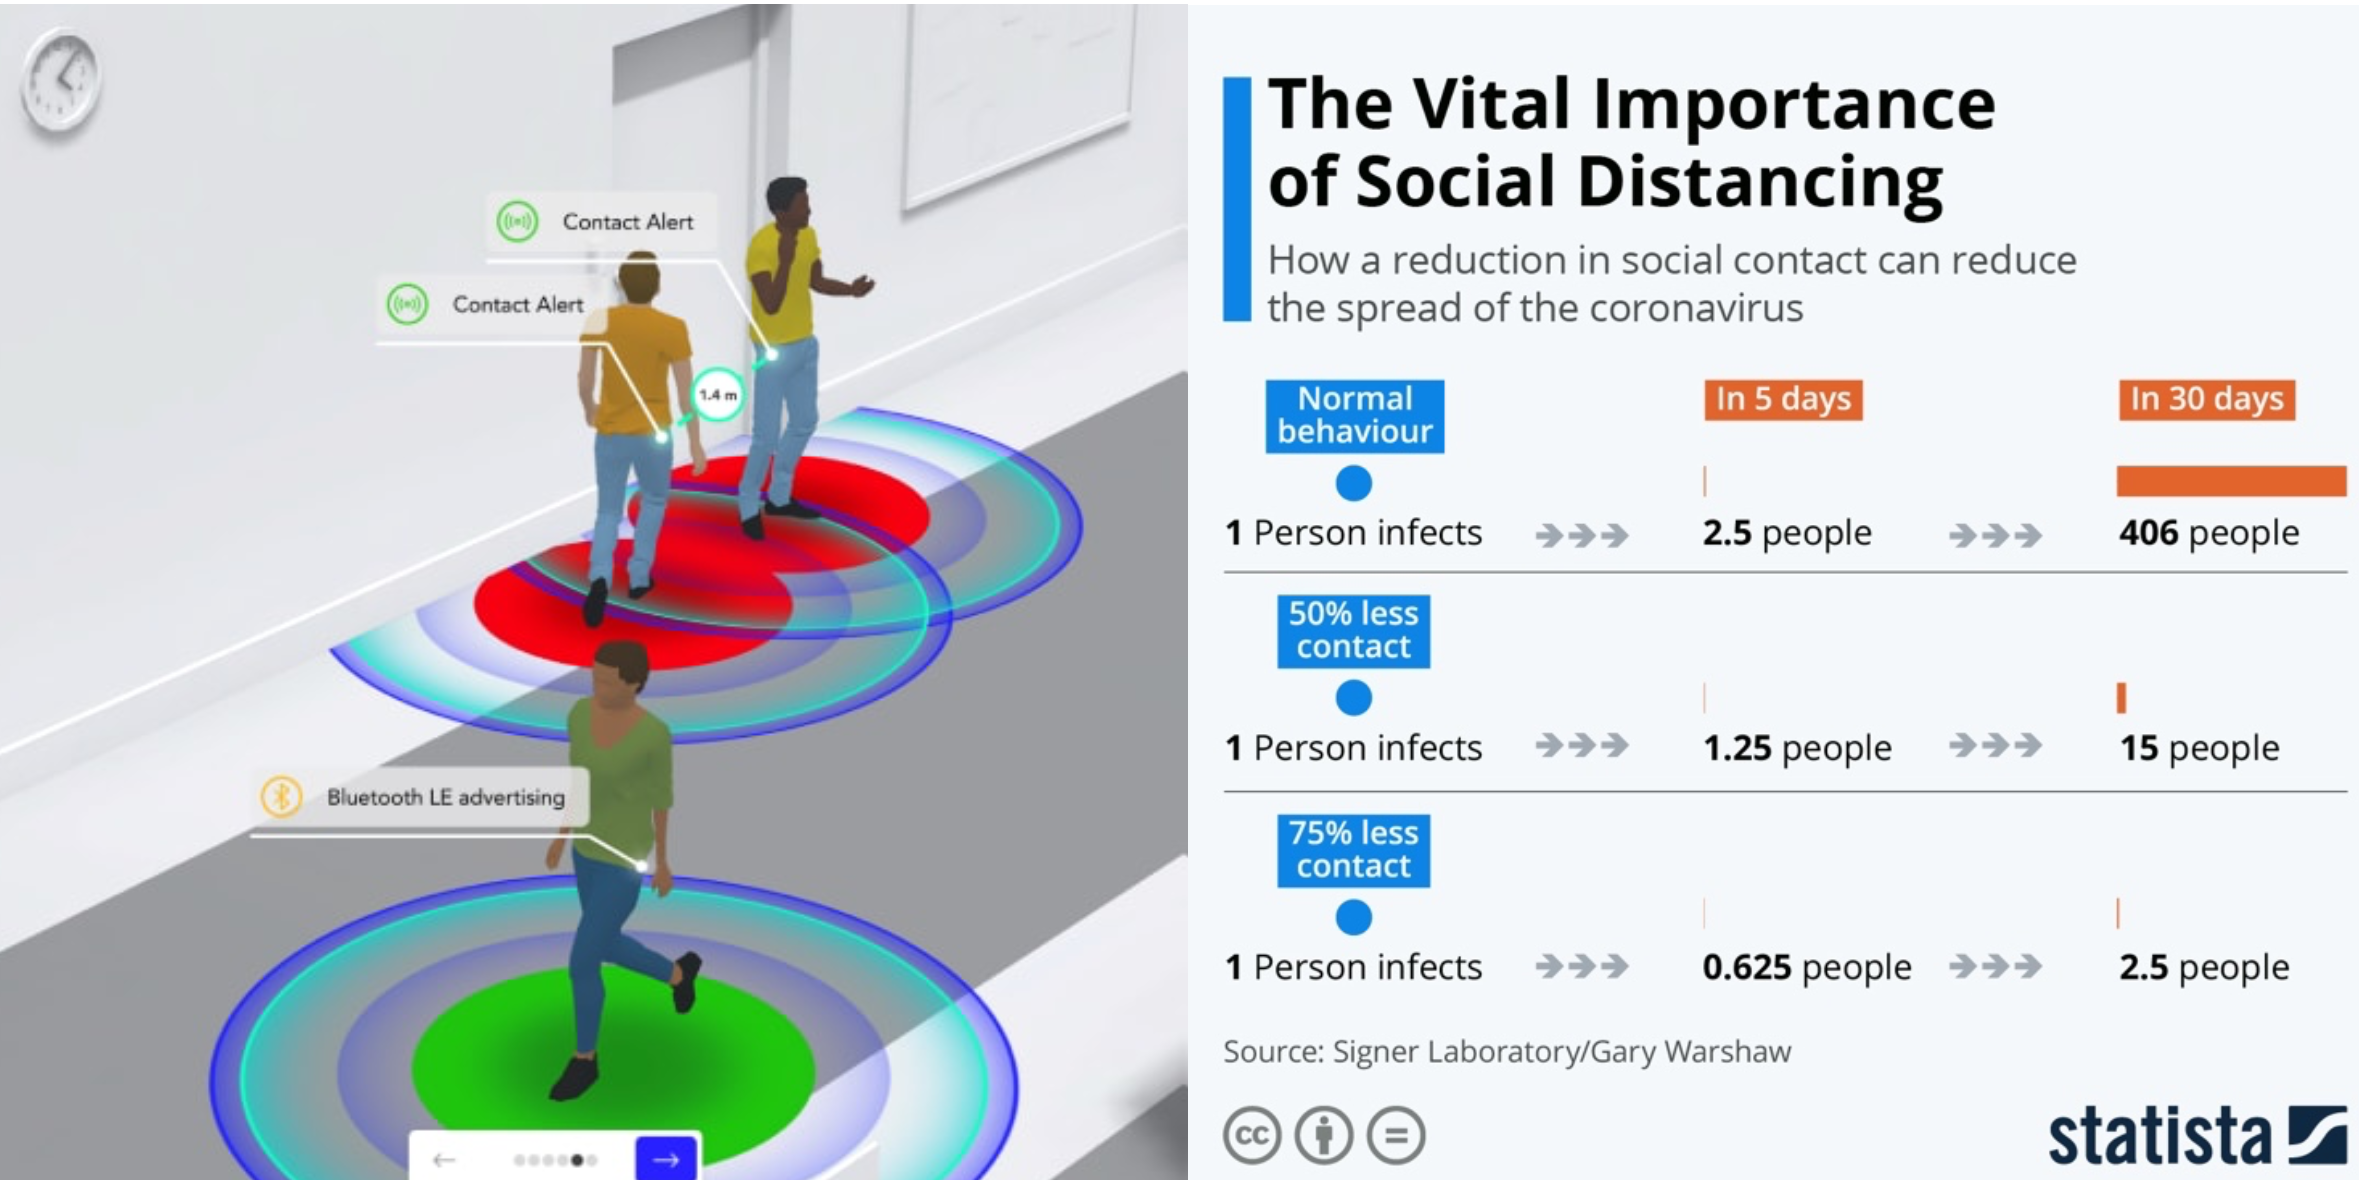 Contact Alert
Contact Alert
1.4 m
Bluetooth LE advertising
The Vital Importance
of Social Distancing
How a reduction in social contact can reduce
the spread of the coronavirus
Normal
behaviour
In 5 days
In 30 days
1 Person infects
2.5 people
406 people
50% less
contact
1 Person infects
1.25 people
15 people
75% less
contact
1 Person infects
0.625 people
2.5 people
Source: Signer Laboratory/Gary Warshaw
cc
=
statista